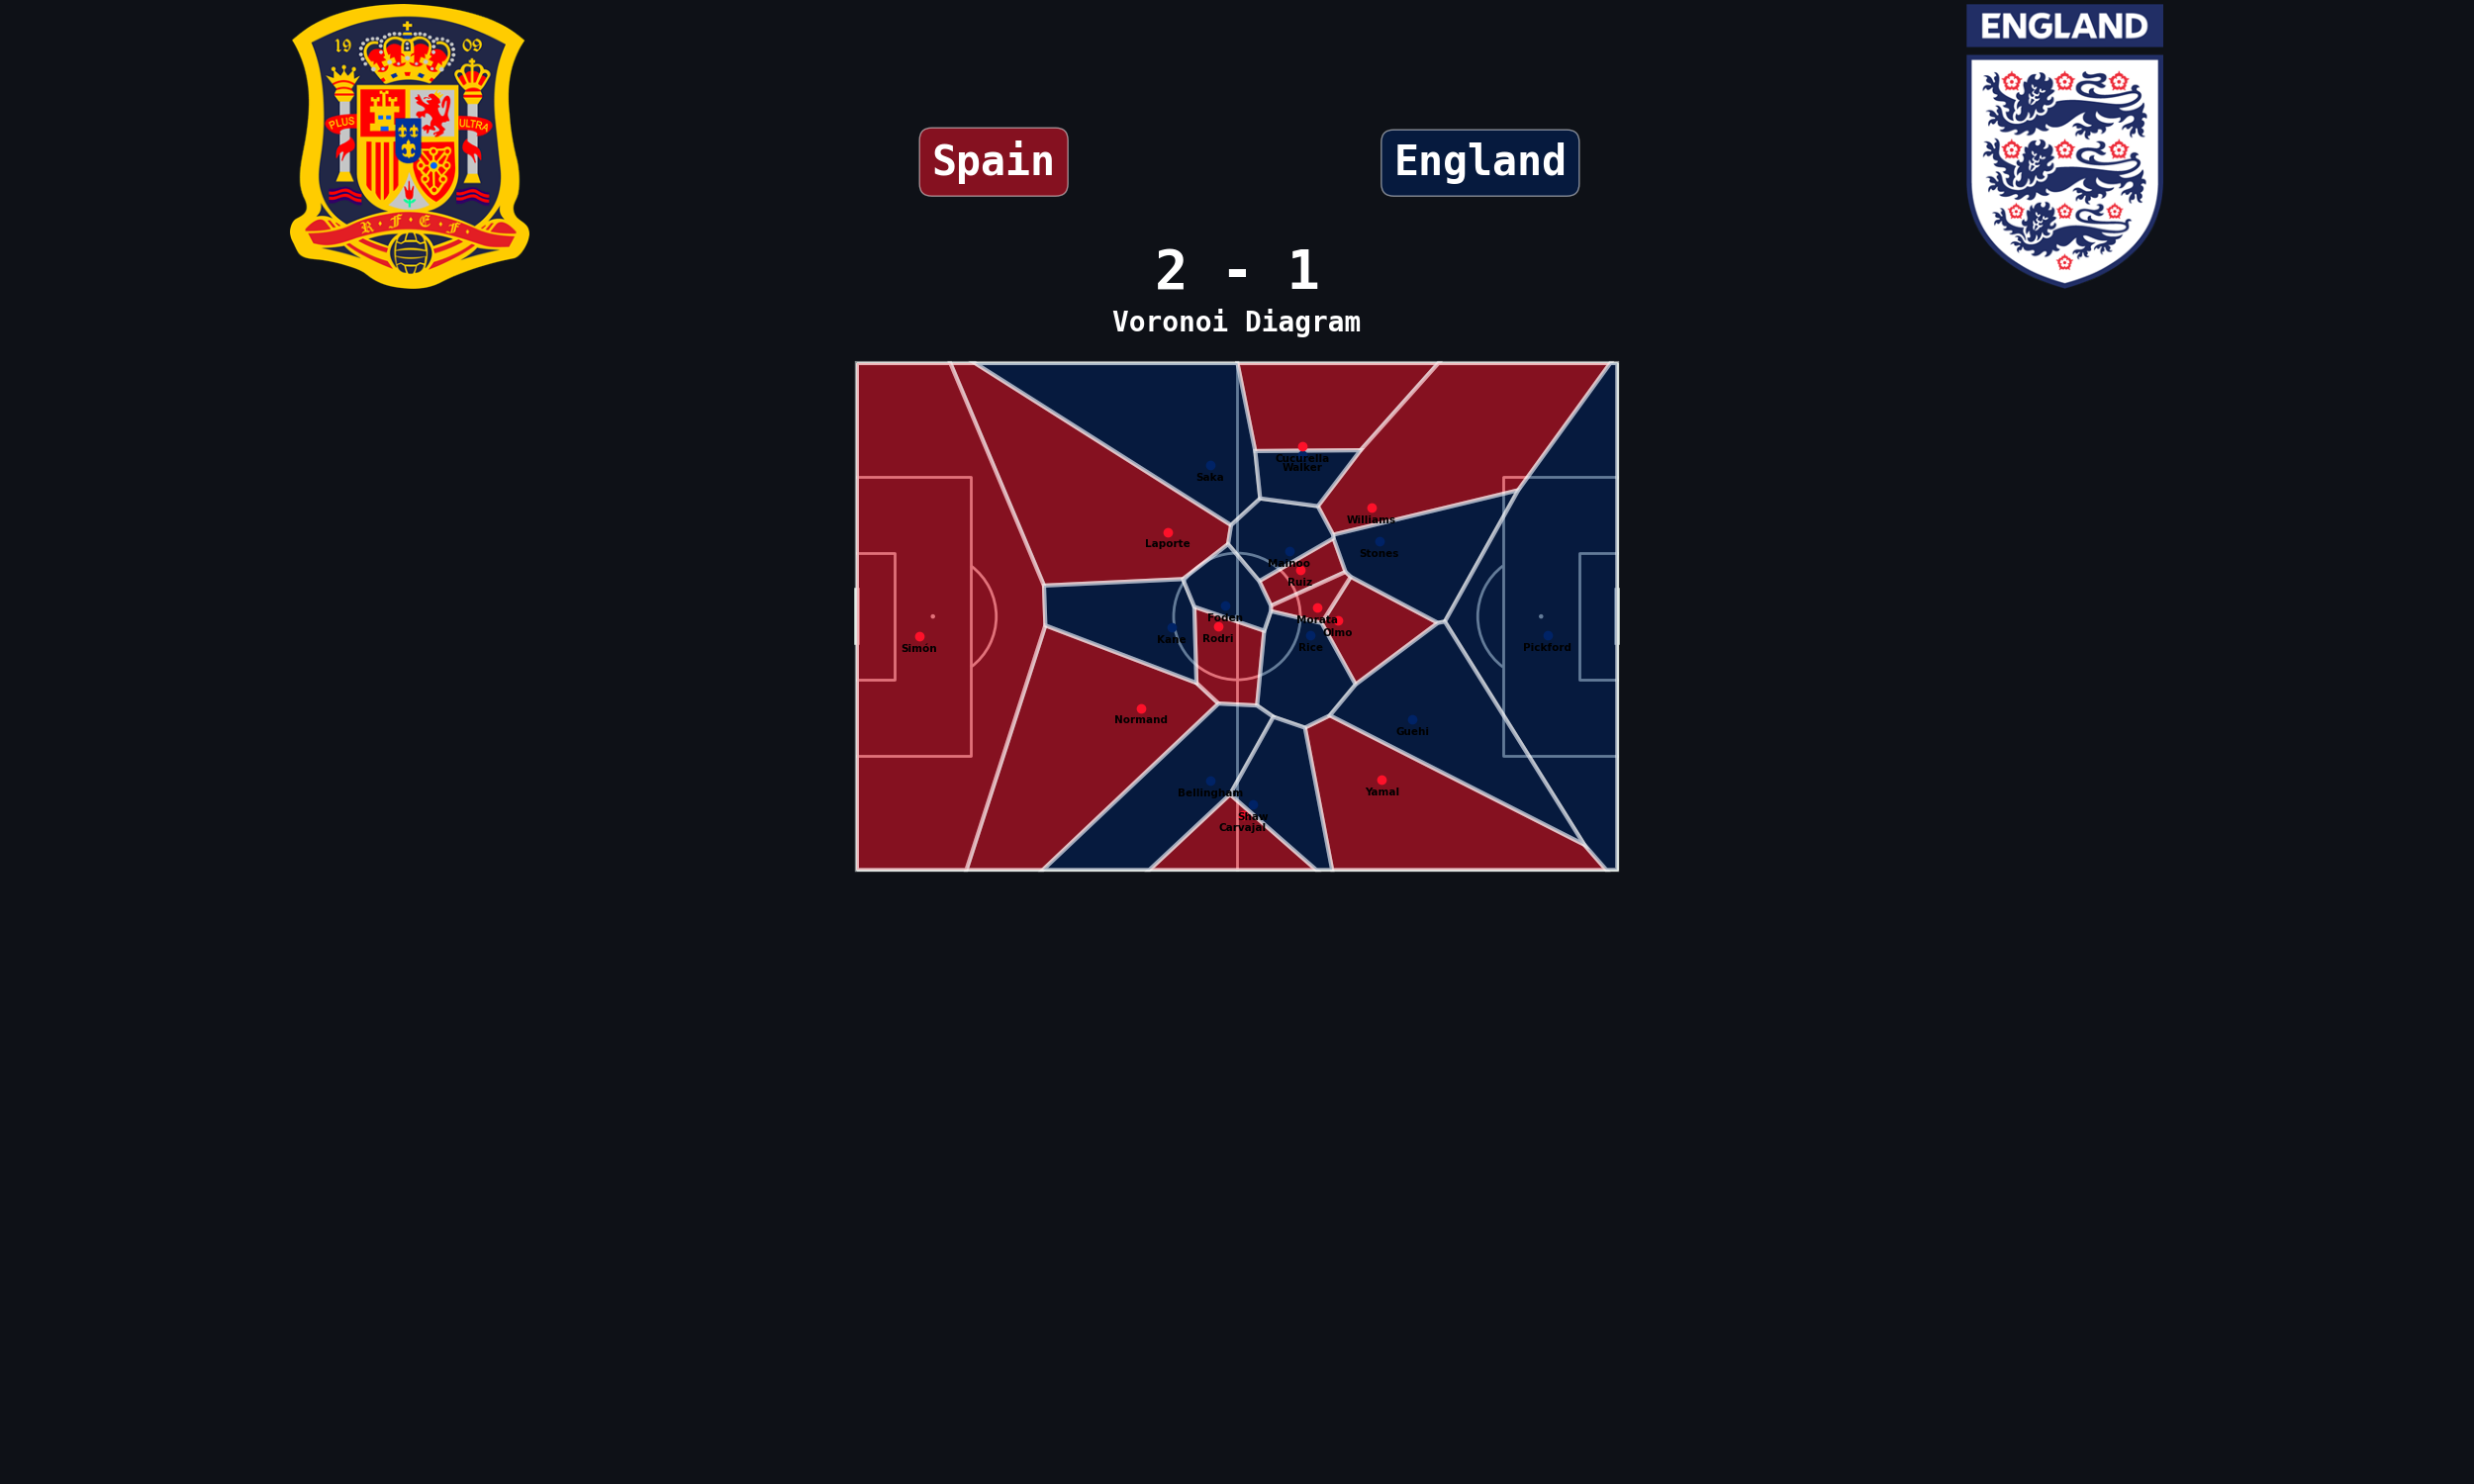 19 09
PLUS ULTRA
R · F · E · F ·
ENGLAND
Spain England
2 - 1
Voronoi Diagram
Cucurella
Walker
Saka
Williams
Laporte
Stones
Mainoo
Ruiz
Foden
Morata
Olmo
Kane
Rodri
Rice
Simón
Pickford
Normand
Guehi
Bellingham
Yamal
Shaw
Carvajal